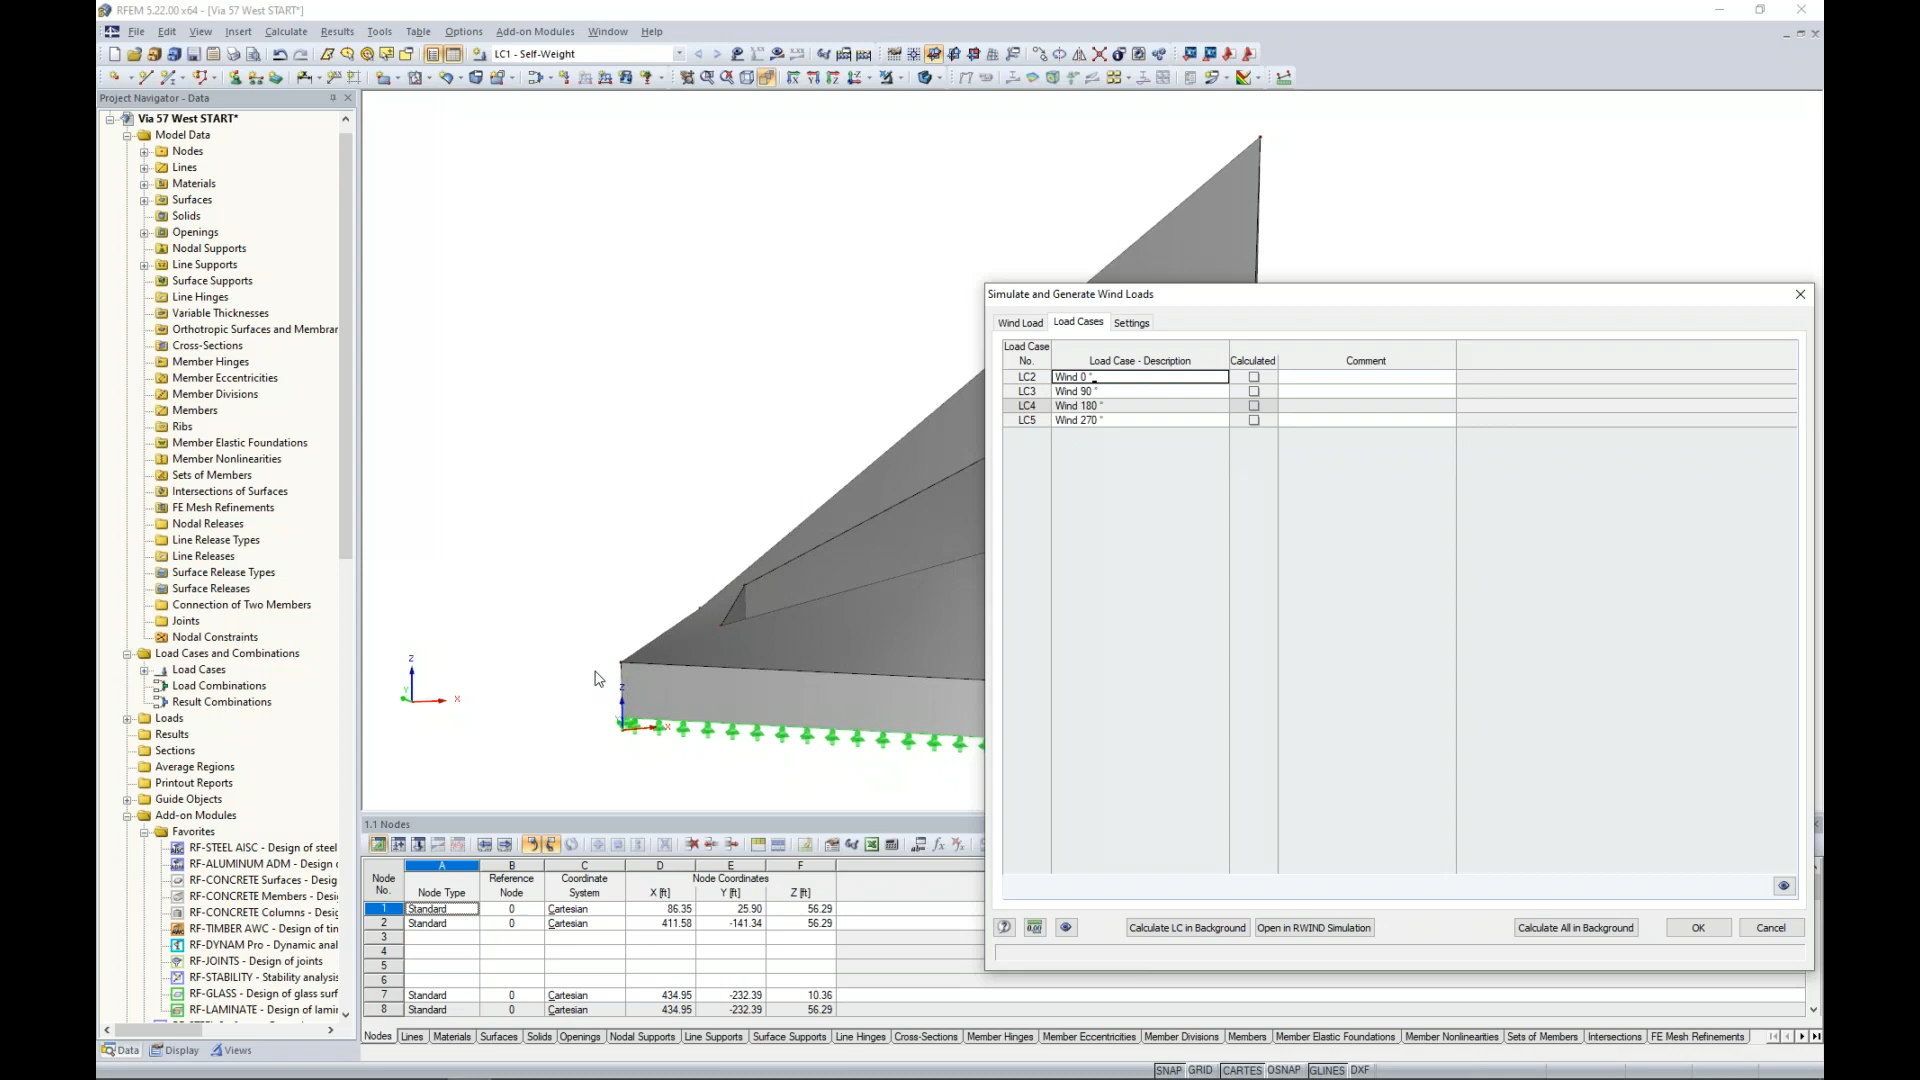 RFEM 5.22.00 x64 - [Via 57 West START*]
File Edit View Insert Calculate Results Tools Table Options Add-on Modules Window Help
LC1 - Self-Weight
Project Navigator - Data
Via 57 West START*
Model Data
Nodes
Lines
Materials
Surfaces
Solids
Openings
Nodal Supports
Line Supports
Surface Supports
Line Hinges
Variable Thicknesses
Orthotropic Surfaces and Membrar
Cross-Sections
Member Hinges
Member Eccentricities
Member Divisions
Members
Ribs
Member Elastic Foundations
Member Nonlinearities
Sets of Members
Intersections of Surfaces
FE Mesh Refinements
Nodal Releases
Line Release Types
Line Releases
Surface Release Types
Surface Releases
Connection of Two Members
Joints
Nodal Constraints
Load Cases and Combinations
Load Cases
Load Combinations
Result Combinations
Loads
Results
Sections
Average Regions
Printout Reports
Guide Objects
Add-on Modules
Favorites
RF-STEEL AISC - Design of steel
RF-ALUMINUM ADM - Design
RF-CONCRETE Surfaces - Desig
RF-CONCRETE Members - Desi
RF-CONCRETE Columns - Desig
RF-TIMBER AWC - Design of tim
RF-DYNAM Pro - Dynamic anal
RF-JOINTS - Design of joints
RF-STABILITY - Stability analysis
RF-GLASS - Design of glass surf
RF-LAMINATE - Design of lamin
Data Display Views
Z
Y
X
Z
X
Simulate and Generate Wind Loads
Wind Load Load Cases Settings
Load Case No. Load Case - Description Calculated Comment
LC2 Wind 0 °
LC3 Wind 90 °
LC4 Wind 180 °
LC5 Wind 270 °
Calculate LC in Background Open in RWIND Simulation Calculate All in Background OK Cancel
1.1 Nodes
A B C D E F
Node Reference Coordinate Node Coordinates
No. Node Type Node System X [ft] Y [ft] Z [ft]
1 Standard 0 Cartesian 86.35 25.90 56.29
2 Standard 0 Cartesian 411.58 -141.34 56.29
3
4
5
6
7 Standard 0 Cartesian 434.95 -232.39 10.36
8 Standard 0 Cartesian 434.95 -232.39 56.29
Nodes Lines Materials Surfaces Solids Openings Nodal Supports Line Supports Surface Supports Line Hinges Cross-Sections Member Hinges Member Eccentricities Member Divisions Members Member Elastic Foundations Member Nonlinearities Sets of Members Intersections FE Mesh Refinements
SNAP GRID CARTES OSNAP GLINES DXF